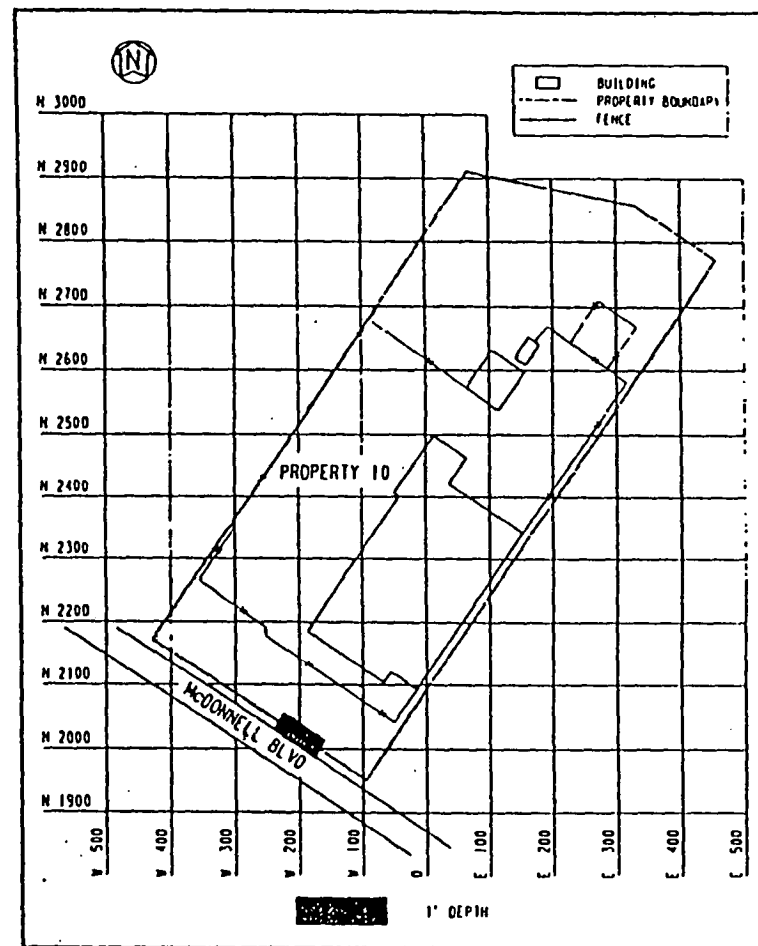 N
BUILDING
PROPERTY BOUNDARY
FENCE
N 3000
N 2900
N 2800
N 2700
N 2600
N 2500
N 2400
N 2300
N 2200
N 2100
N 2000
N 1900
PROPERTY 10
McDONNELL BLVD
W 500
W 400
W 300
W 200
W 100
0
E 100
E 200
E 300
E 400
E 500
1' DEPTH